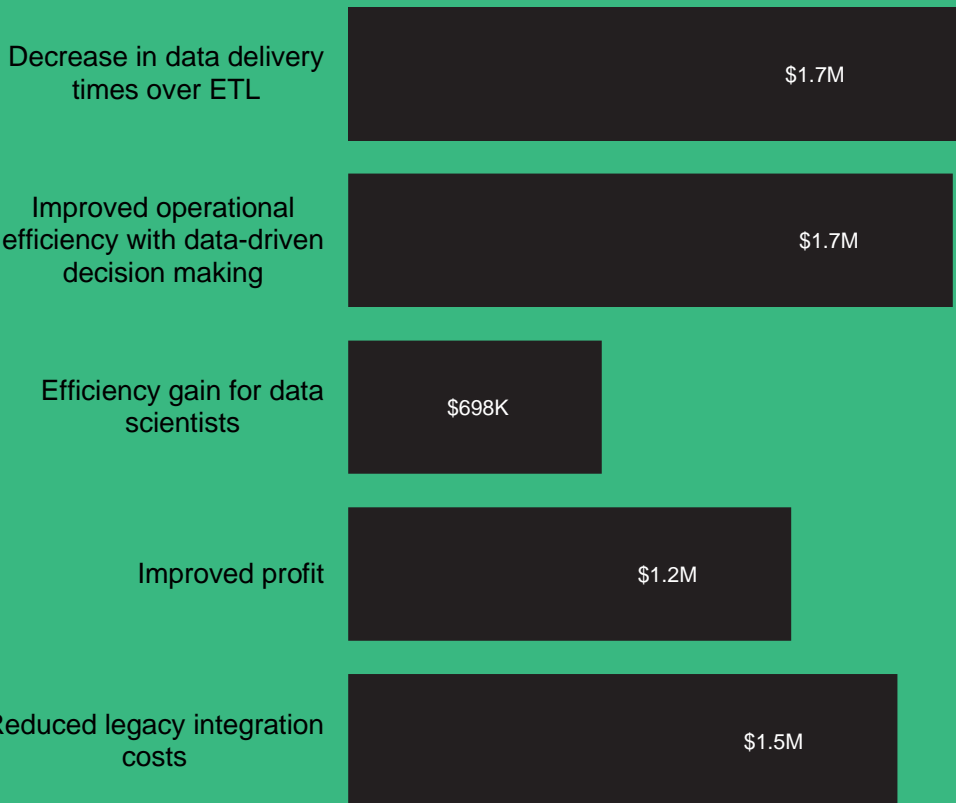 Decrease in data delivery
times over ETL
$1.7M
Improved operational
efficiency with data-driven
decision making
$1.7M
Efficiency gain for data
scientists
$698K
Improved profit
$1.2M
Reduced legacy integration
costs
$1.5M